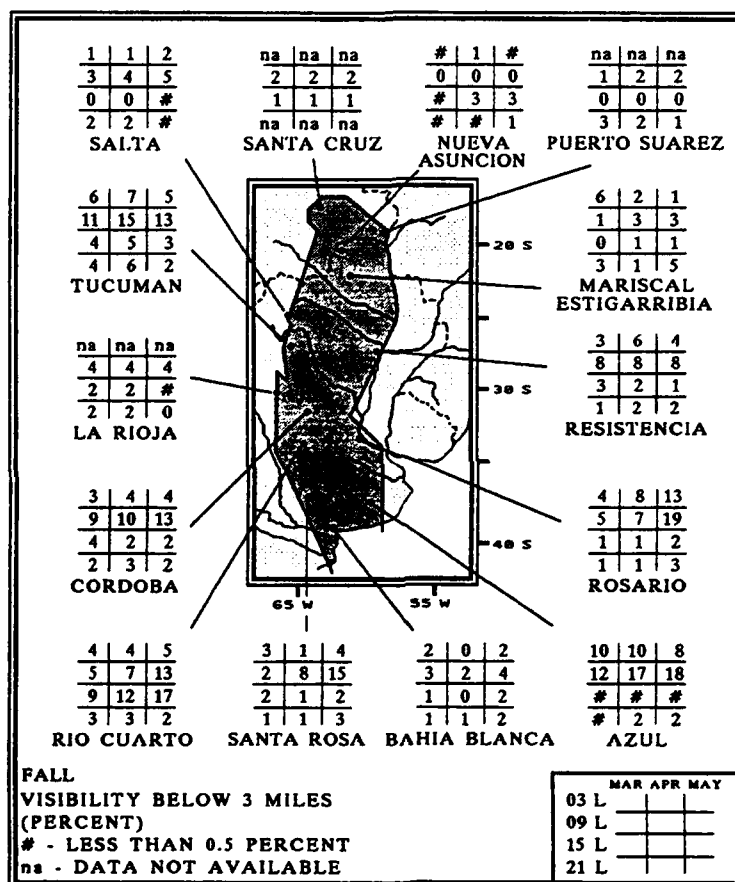 1 | 1 | 2
3 | 4 | 5
0 | 0 | #
2 | 2 | #
SALTA
na | na | na
2 | 2 | 2
1 | 1 | 1
na | na | na
SANTA CRUZ
# | 1 | #
0 | 0 | 0
# | 3 | 3
# | # | 1
NUEVA
ASUNCION
na | na | na
1 | 2 | 2
0 | 0 | 0
3 | 2 | 1
PUERTO SUAREZ
6 | 7 | 5
11 | 15 | 13
4 | 5 | 3
4 | 6 | 2
TUCUMAN
20 S
30 S
40 S
65 W
55 W
6 | 2 | 1
1 | 3 | 3
0 | 1 | 1
3 | 1 | 5
MARISCAL
ESTIGARRIBIA
na | na | na
4 | 4 | 4
2 | 2 | #
2 | 2 | 0
LA RIOJA
3 | 6 | 4
8 | 8 | 8
3 | 2 | 1
1 | 2 | 2
RESISTENCIA
3 | 4 | 4
9 | 10 | 13
4 | 2 | 2
2 | 3 | 2
CORDOBA
4 | 8 | 13
5 | 7 | 19
1 | 1 | 2
1 | 1 | 3
ROSARIO
4 | 4 | 5
5 | 7 | 13
9 | 12 | 17
3 | 3 | 2
RIO CUARTO
3 | 1 | 4
2 | 8 | 15
2 | 1 | 2
1 | 1 | 3
SANTA ROSA
2 | 0 | 2
3 | 2 | 4
1 | 0 | 2
1 | 1 | 2
BAHIA BLANCA
10 | 10 | 8
12 | 17 | 18
# | # | #
# | 2 | 2
AZUL
FALL
VISIBILITY BELOW 3 MILES
(PERCENT)
# - LESS THAN 0.5 PERCENT
na - DATA NOT AVAILABLE
MAR APR MAY
03 L
09 L
15 L
21 L